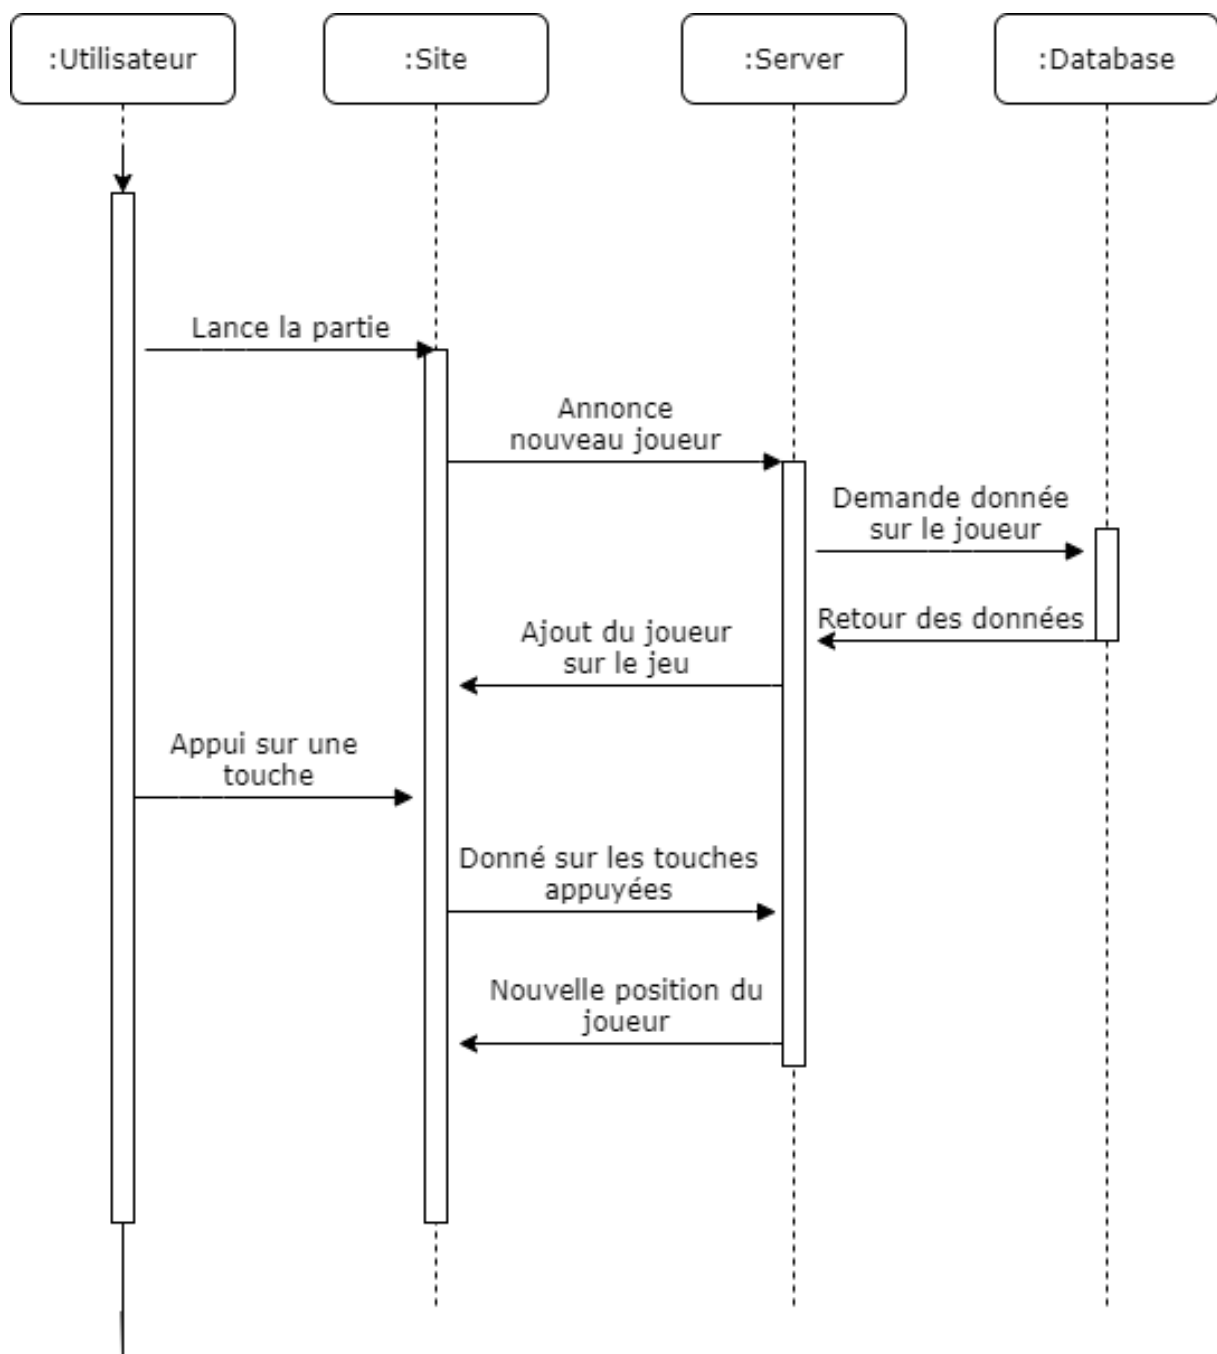 :Utilisateur
:Site
:Server
:Database
Lance la partie
Annonce
nouveau joueur
Demande donnée
sur le joueur
Retour des données
Ajout du joueur
sur le jeu
Appui sur une
touche
Donné sur les touches
appuyées
Nouvelle position du
joueur